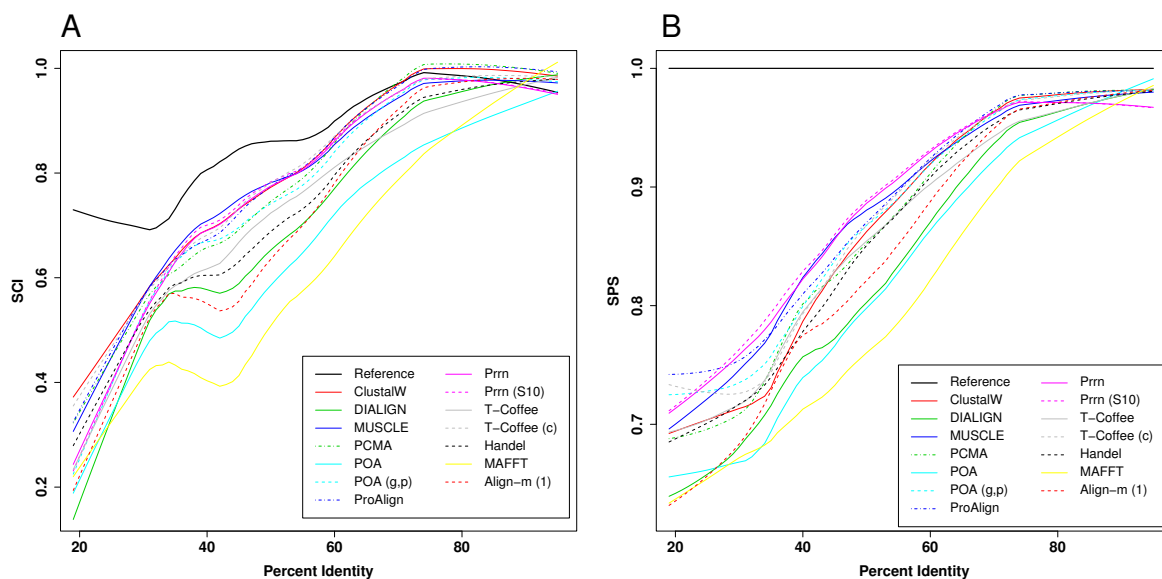 A
1.0
0.8
0.6
0.4
0.2
SCI
20
40
60
80
Percent Identity
Reference
ClustalW
DIALIGN
MUSCLE
PCMA
POA
POA (g,p)
ProAlign
Prrn
Prrn (S10)
T−Coffee
T−Coffee (c)
Handel
MAFFT
Align−m (1)
B
1.0
0.9
0.8
0.7
SPS
20
40
60
80
Percent Identity
Reference
ClustalW
DIALIGN
MUSCLE
PCMA
POA
POA (g,p)
ProAlign
Prrn
Prrn (S10)
T−Coffee
T−Coffee (c)
Handel
MAFFT
Align−m (1)